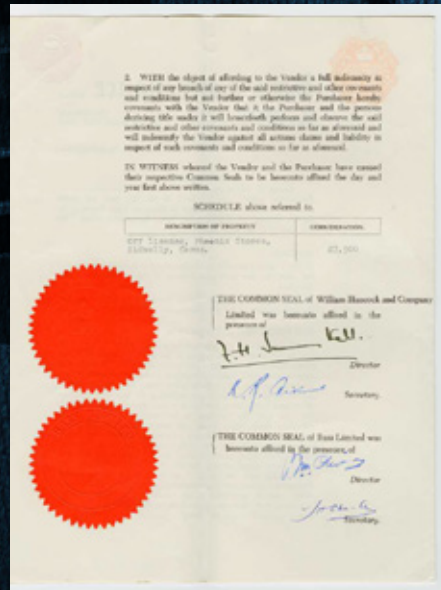 2. WITH the object of affording to the Vendor a full indemnity in
respect of any breach of any of the said restrictive and other covenants
and conditions but not further or otherwise the Purchaser hereby
covenants with the Vendor that it the Purchaser and the persons
deriving title under it will henceforth perform and observe the said
restrictive and other covenants and conditions so far as aforesaid and
will indemnify the Vendor against all actions claims and liability in
respect of such covenants and conditions so far as aforesaid.
IN WITNESS whereof the Vendor and the Purchaser have caused
their respective Common Seals to be hereunto affixed the day and
year first above written.
SCHEDULE above referred to.
DESCRIPTION OF PROPERTY
CONSIDERATION.
Off Licence, Phoenix Stores,
THE COMMON SEAL of William Hancock and Company
Limited was hereunto affixed in the
presence of
Director
Secretary.
THE COMMON SEAL of Bass Limited was
hereunto affixed in the presence of
Director
Secretary.